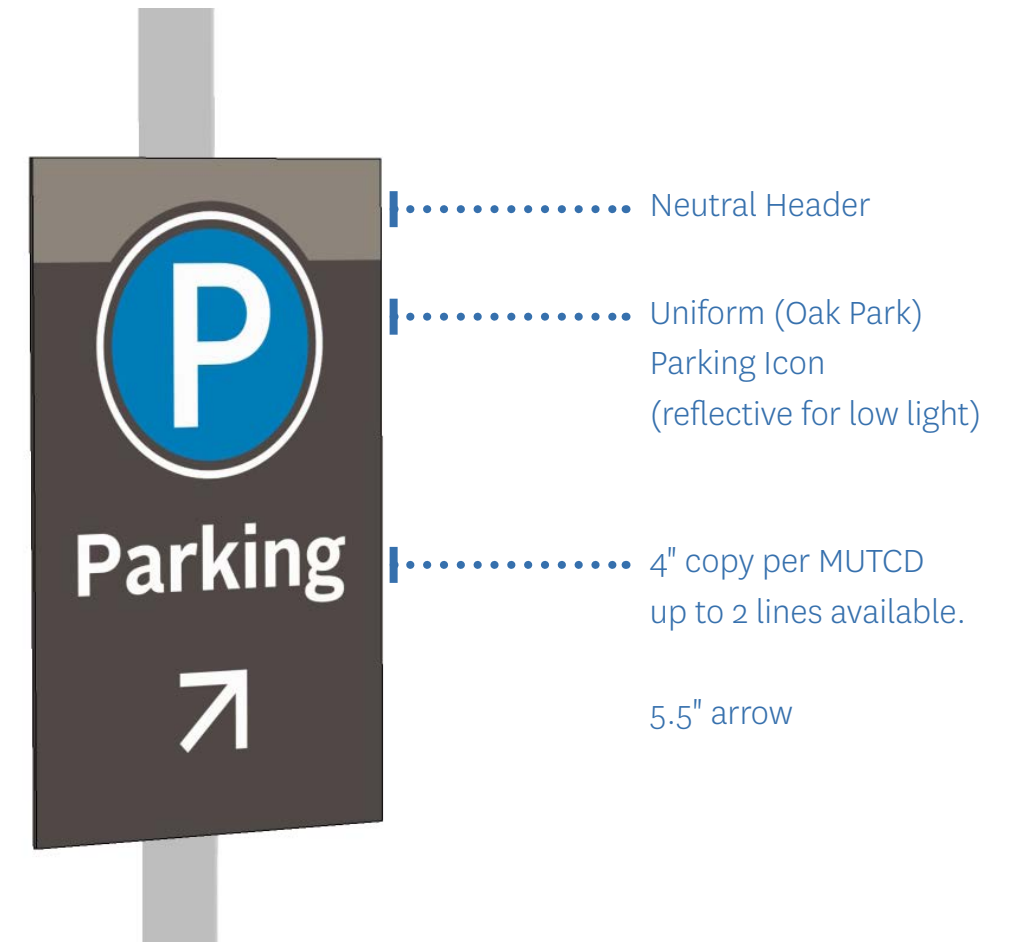 P
Parking
Neutral Header
Uniform (Oak Park)
Parking Icon
(reflective for low light)
4" copy per MUTCD
up to 2 lines available.
5.5" arrow